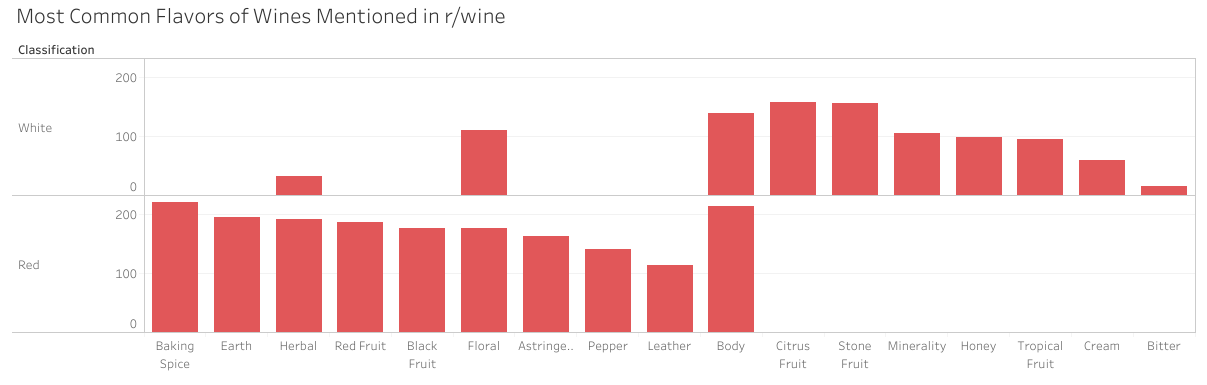 Most Common Flavors of Wines Mentioned in r/wine
Classification
White
200
100
0
Red
200
100
0
Baking Spice
Earth
Herbal
Red Fruit
Black Fruit
Floral
Astringe..
Pepper
Leather
Body
Citrus Fruit
Stone Fruit
Minerality
Honey
Tropical Fruit
Cream
Bitter